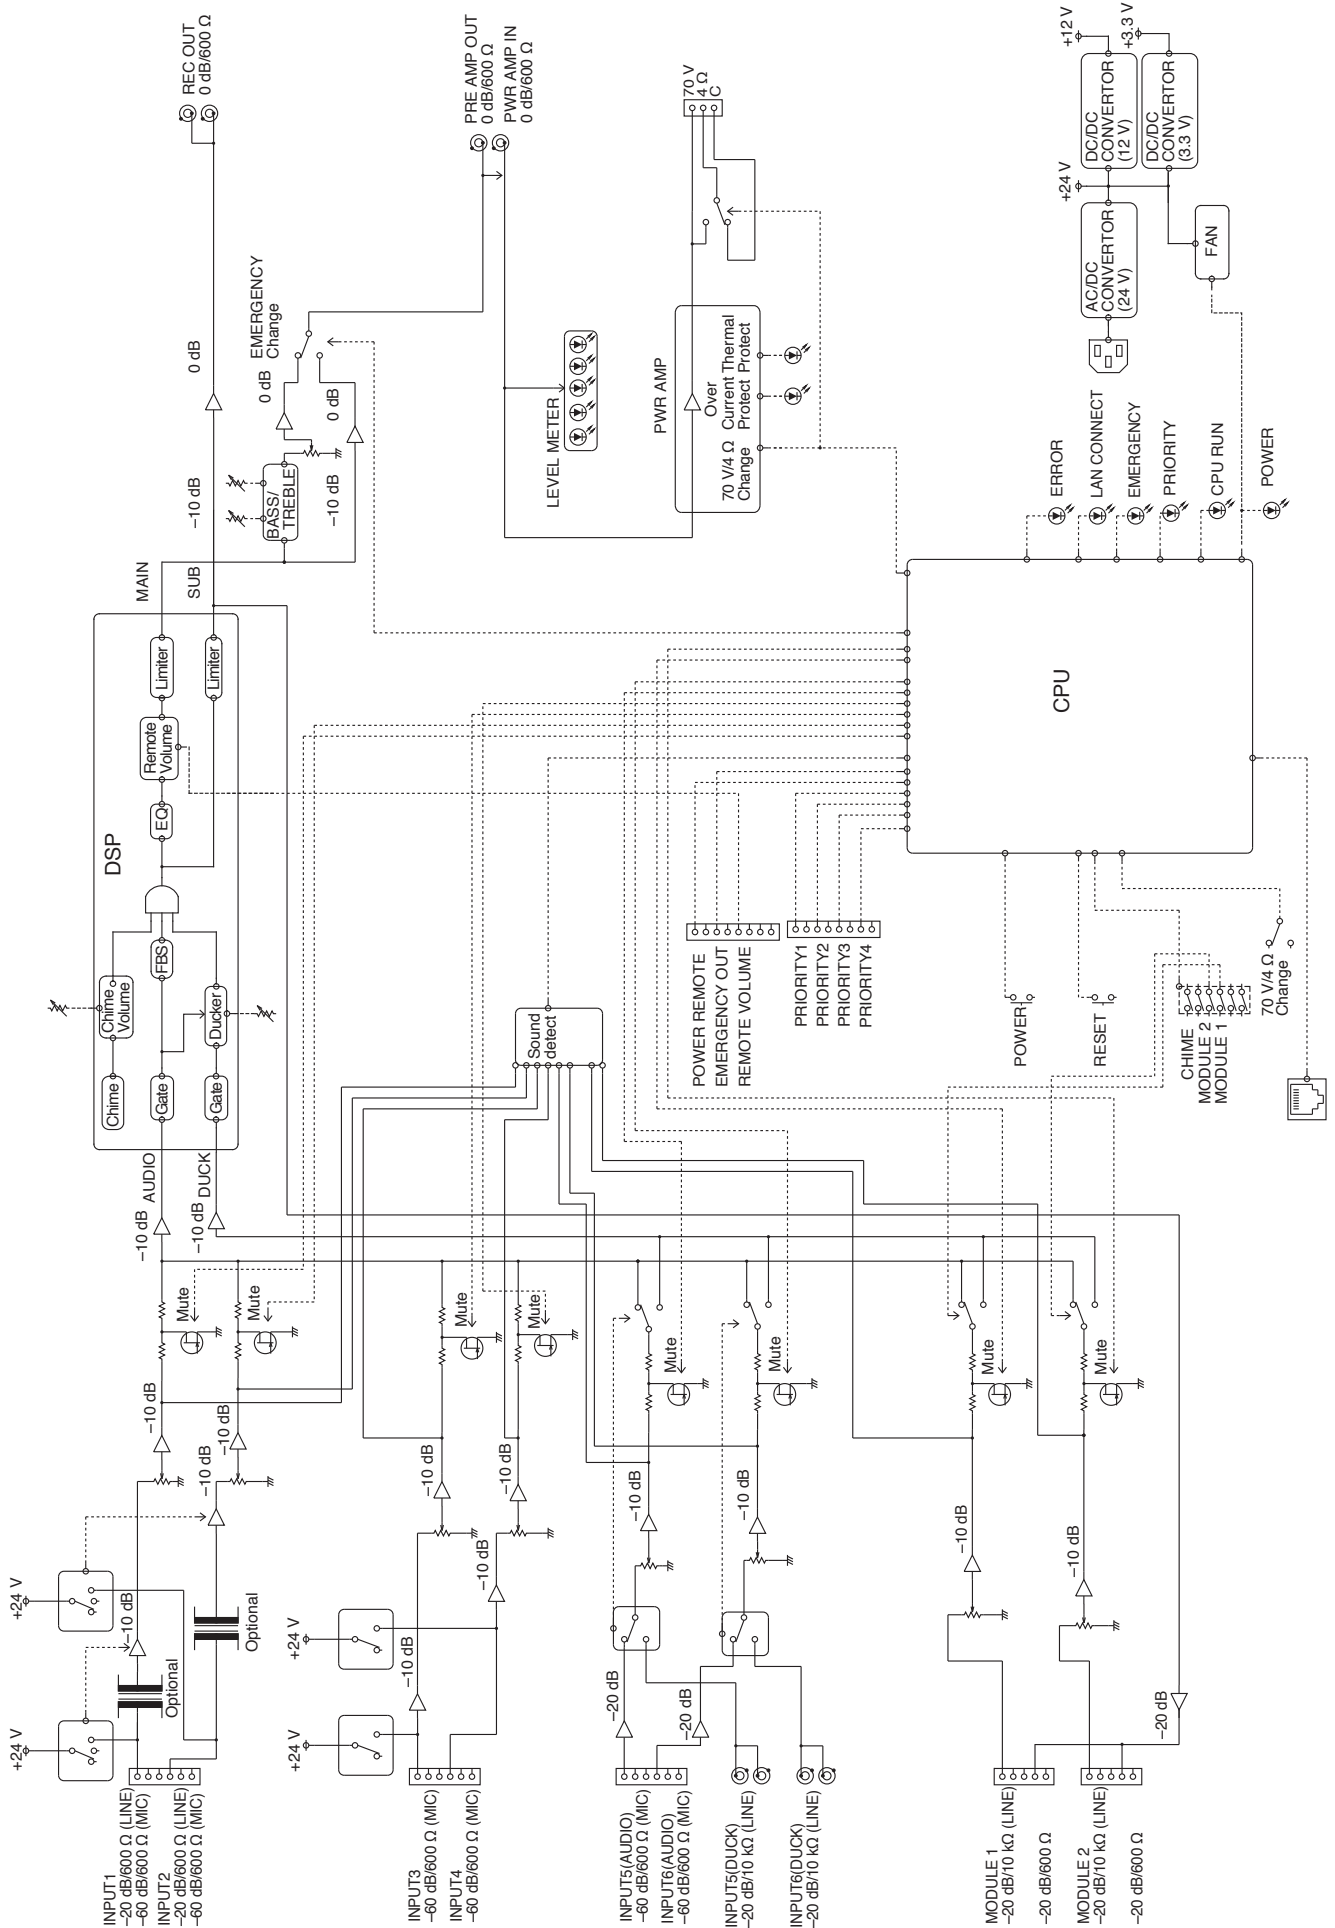 INPUT1
–20 dB/600 Ω (LINE)
–60 dB/600 Ω (MIC)
INPUT2
–20 dB/600 Ω (LINE)
–60 dB/600 Ω (MIC)
+24 V
+24 V
Optional
Optional
–10 dB
–10 dB
–10 dB
–10 dB
Mute
Mute
–10 dB
–10 dB
AUDIO
DUCK
DSP
Chime
Chime
Volume
Gate
Gate
FBS
Ducker
EQ
Remote
Volume
Limiter
Limiter
MAIN
SUB
–10 dB
0 dB
REC OUT
0 dB/600 Ω
BASS/
TREBLE
–10 dB
0 dB
0 dB
EMERGENCY
Change
PRE AMP OUT
0 dB/600 Ω
PWR AMP IN
0 dB/600 Ω
INPUT3
–60 dB/600 Ω (MIC)
INPUT4
–60 dB/600 Ω (MIC)
+24 V
+24 V
–10 dB
–10 dB
–10 dB
–10 dB
Mute
Mute
Sound
detect
LEVEL METER
PWR AMP
70 V/4 Ω
Change
Over
Current
Protect
Thermal
Protect
70 V
4 Ω
C
INPUT5(AUDIO)
–60 dB/600 Ω (MIC)
INPUT6(AUDIO)
–60 dB/600 Ω (MIC)
INPUT5(DUCK)
–20 dB/10 kΩ (LINE)
INPUT6(DUCK)
–20 dB/10 kΩ (LINE)
–20 dB
–20 dB
–10 dB
–10 dB
Mute
Mute
POWER REMOTE
EMERGENCY OUT
REMOTE VOLUME
PRIORITY1
PRIORITY2
PRIORITY3
PRIORITY4
MODULE 1
–20 dB/10 kΩ (LINE)
–20 dB/600 Ω
MODULE 2
–20 dB/10 kΩ (LINE)
–20 dB/600 Ω
–20 dB
–10 dB
–10 dB
Mute
Mute
POWER
RESET
CHIME
MODULE 2
MODULE 1
70 V/4 Ω
Change
CPU
ERROR
LAN CONNECT
EMERGENCY
PRIORITY
CPU RUN
POWER
AC/DC
CONVERTOR
(24 V)
+24 V
FAN
DC/DC
CONVERTOR
(12 V)
+12 V
DC/DC
CONVERTOR
(3.3 V)
+3.3 V